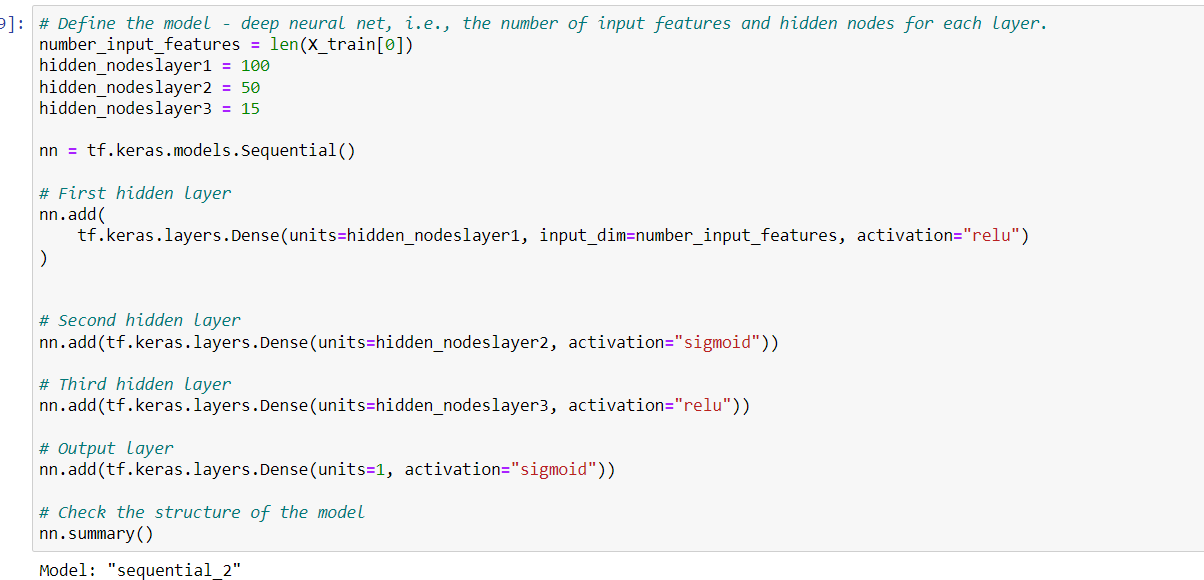 9]:
# Define the model - deep neural net, i.e., the number of input features and hidden nodes for each layer.
number_input_features = len(X_train[0])
hidden_nodeslayer1 = 100
hidden_nodeslayer2 = 50
hidden_nodeslayer3 = 15
nn = tf.keras.models.Sequential()
# First hidden layer
nn.add(
    tf.keras.layers.Dense(units=hidden_nodeslayer1, input_dim=number_input_features, activation="relu")
)
# Second hidden layer
nn.add(tf.keras.layers.Dense(units=hidden_nodeslayer2, activation="sigmoid"))
# Third hidden layer
nn.add(tf.keras.layers.Dense(units=hidden_nodeslayer3, activation="relu"))
# Output layer
nn.add(tf.keras.layers.Dense(units=1, activation="sigmoid"))
# Check the structure of the model
nn.summary()
Model: "sequential_2"